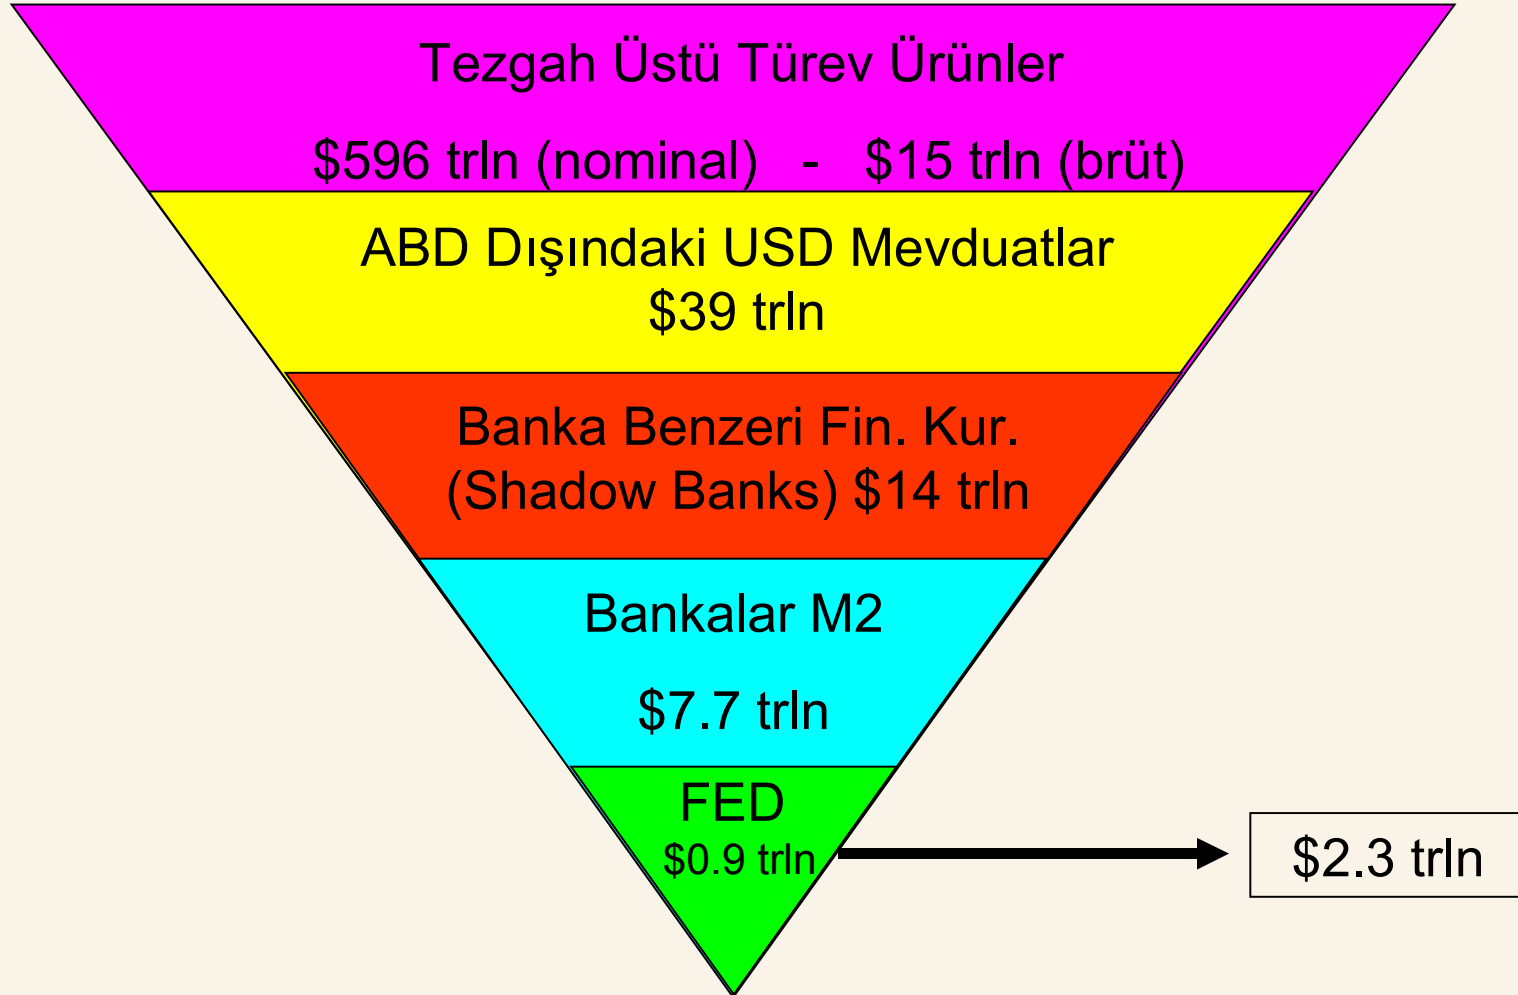 Tezgah Üstü Türev Ürünler
$596 trln (nominal) - $15 trln (brüt)
ABD Dışındaki USD Mevduatlar
$39 trln
Banka Benzeri Fin. Kur.
(Shadow Banks) $14 trln
Bankalar M2
$7.7 trln
FED
$0.9 trln
$2.3 trln